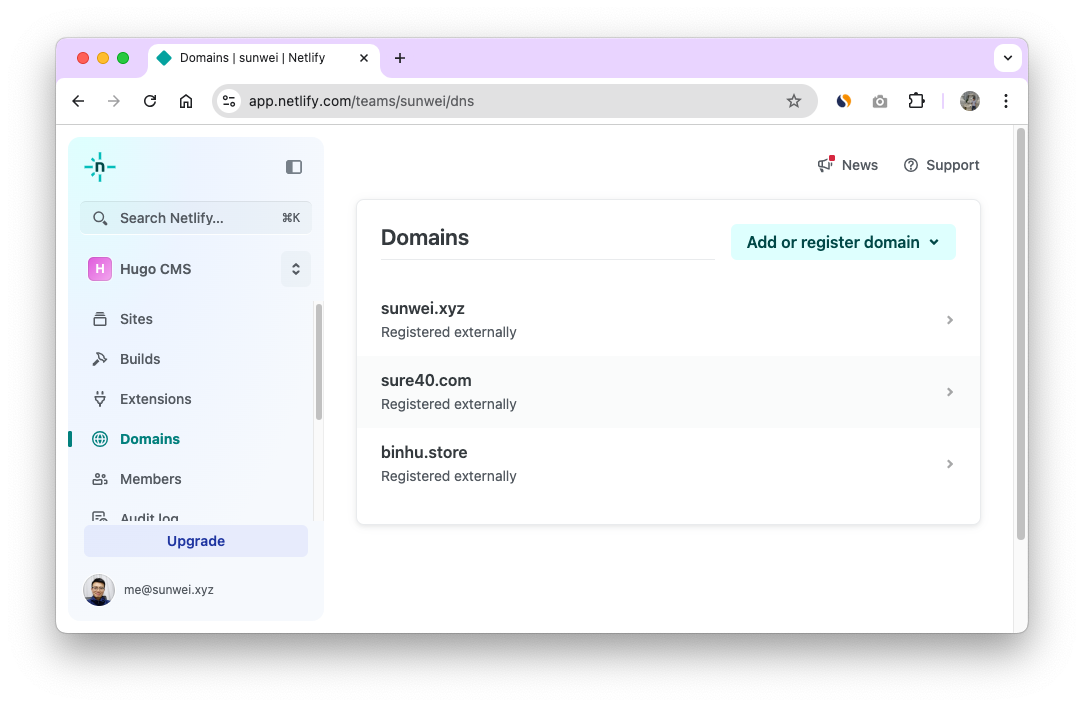 Domains | sunwei | Netlify
app.netlify.com/teams/sunwei/dns
n
News
Support
Search Netlify... ⌘K
H Hugo CMS
Sites
Builds
Extensions
Domains
Members
Audit log
Upgrade
me@sunwei.xyz
Domains
Add or register domain
sunwei.xyz
Registered externally
sure40.com
Registered externally
binhu.store
Registered externally